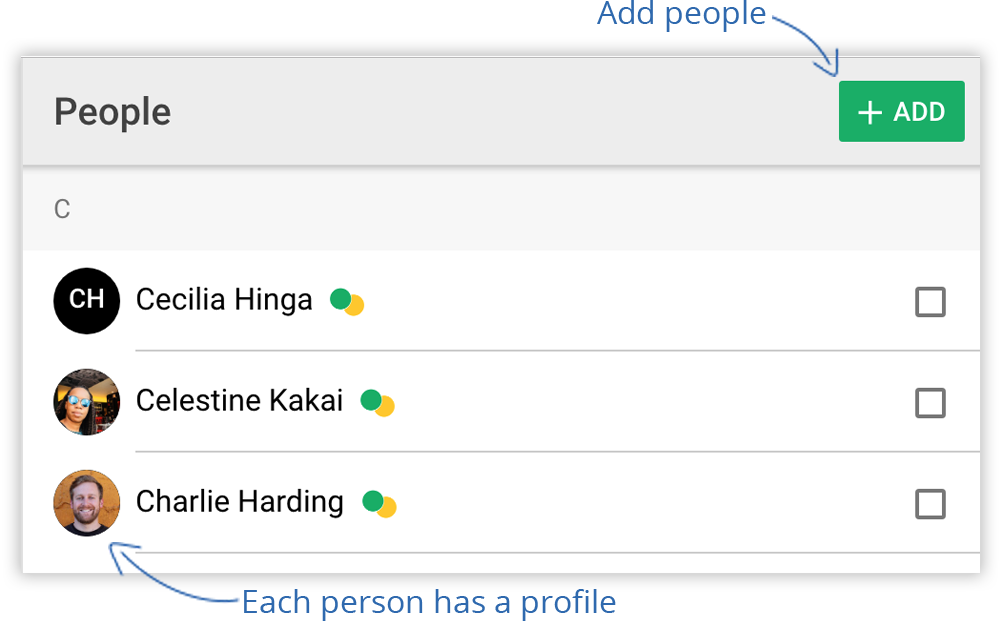 Add people
People
+ ADD
C
CH
Cecilia Hinga
Celestine Kakai
Charlie Harding
Each person has a profile